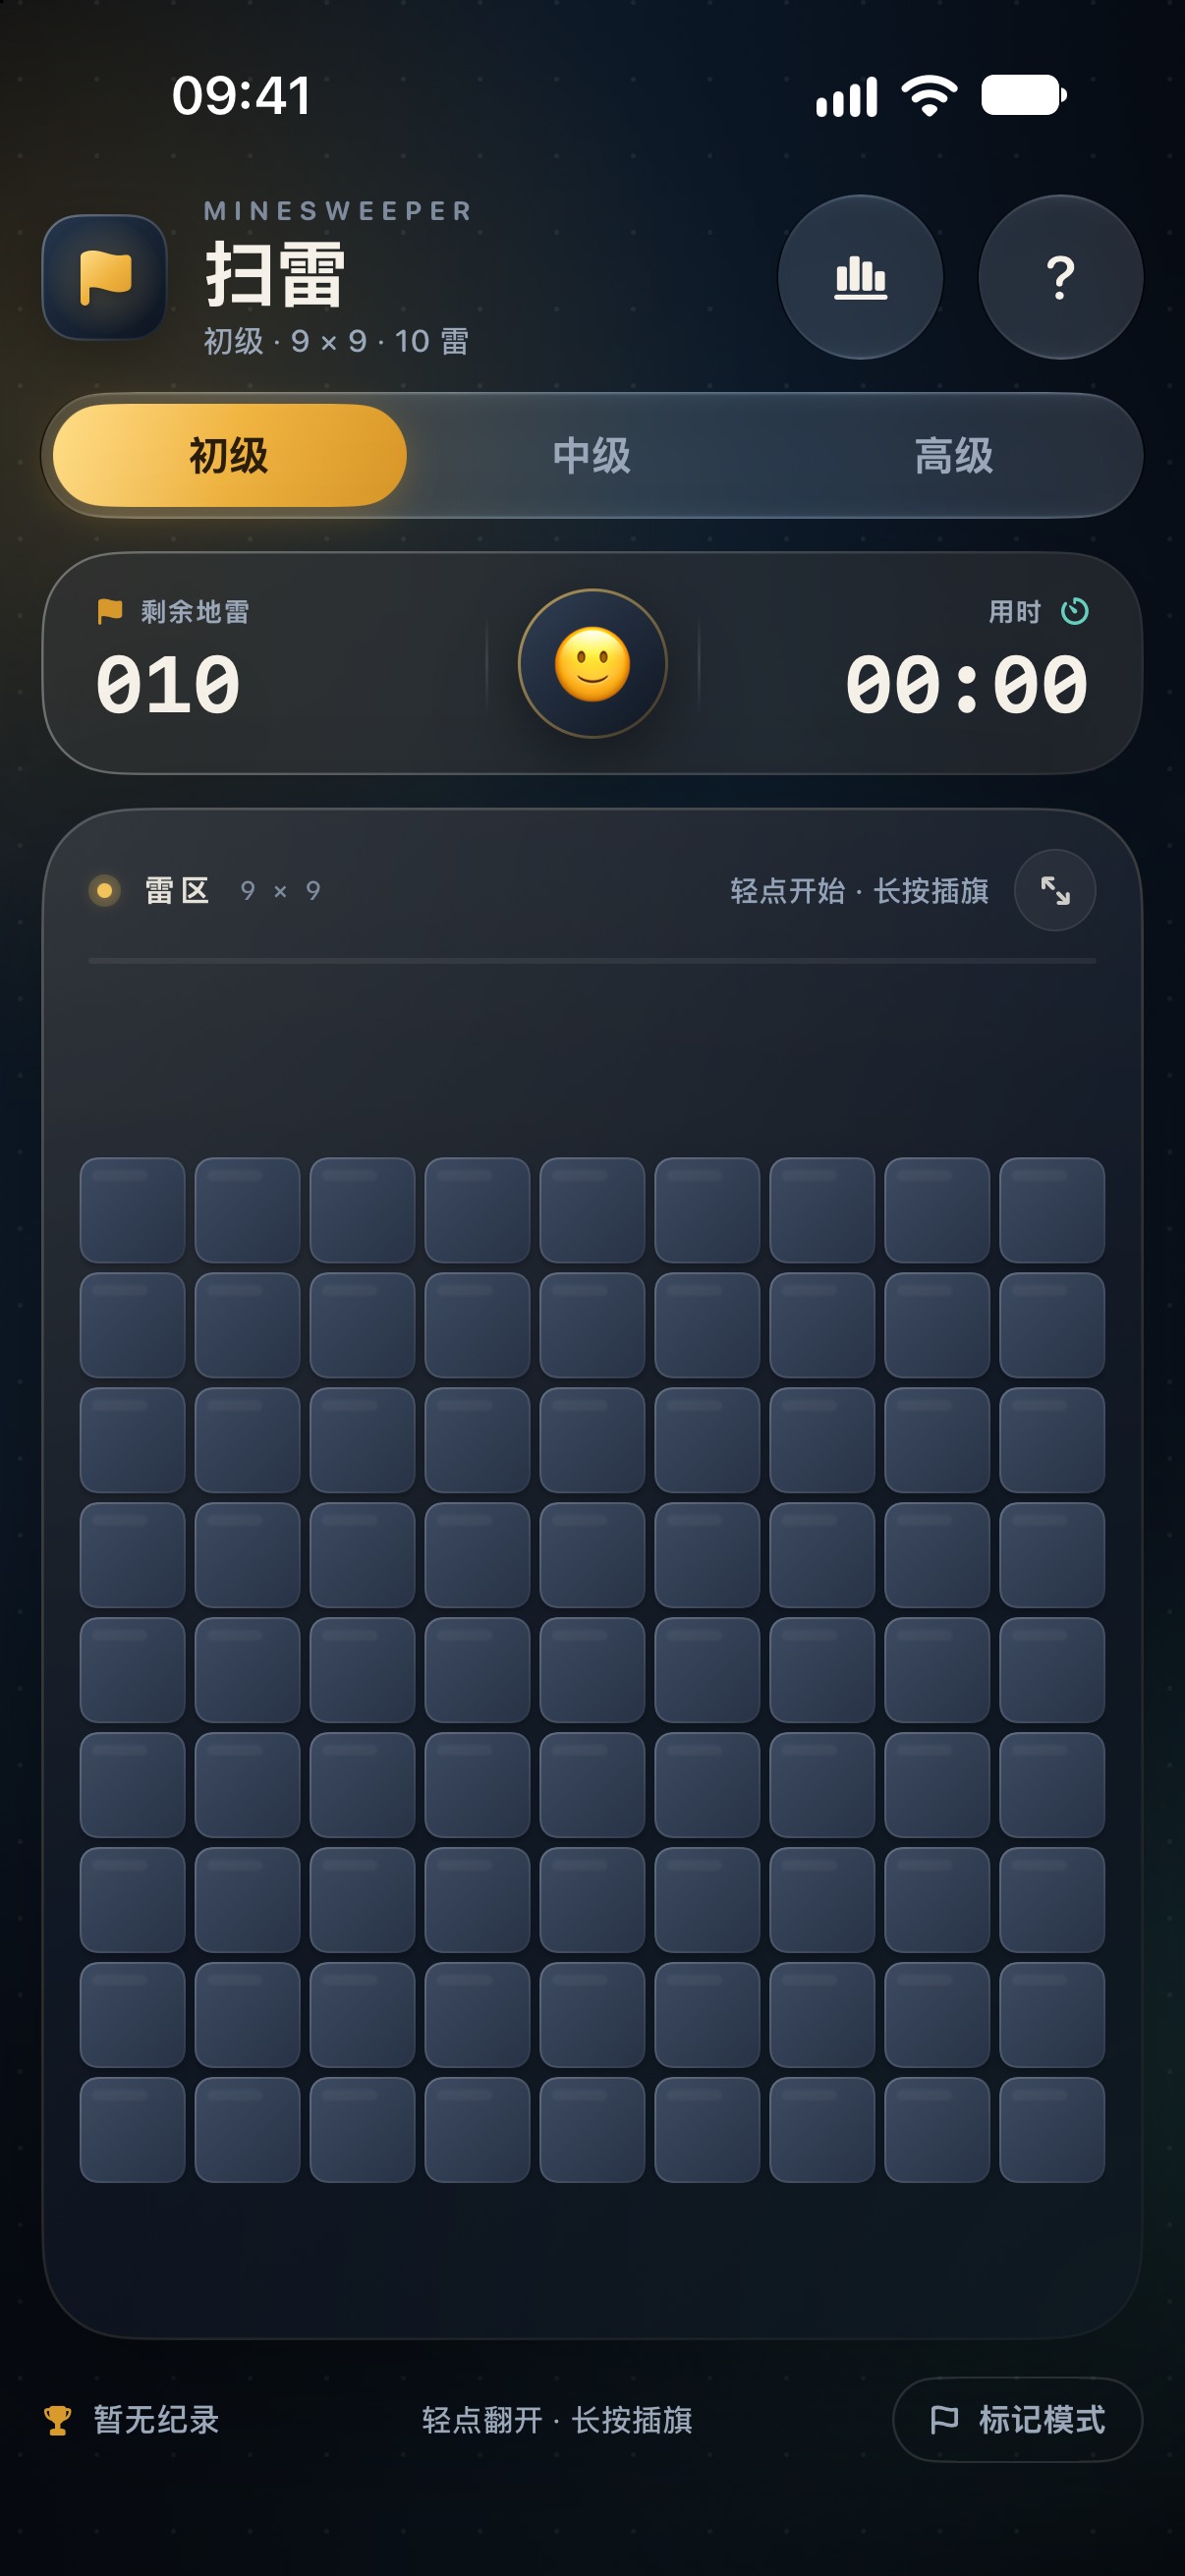 09:41
MINESWEEPER
扫雷
初级 · 9 × 9 · 10 雷
?
初级
中级
高级
剩余地雷
用时
010
00:00
雷区 9 × 9
轻点开始 · 长按插旗
暂无纪录
轻点翻开 · 长按插旗
标记模式